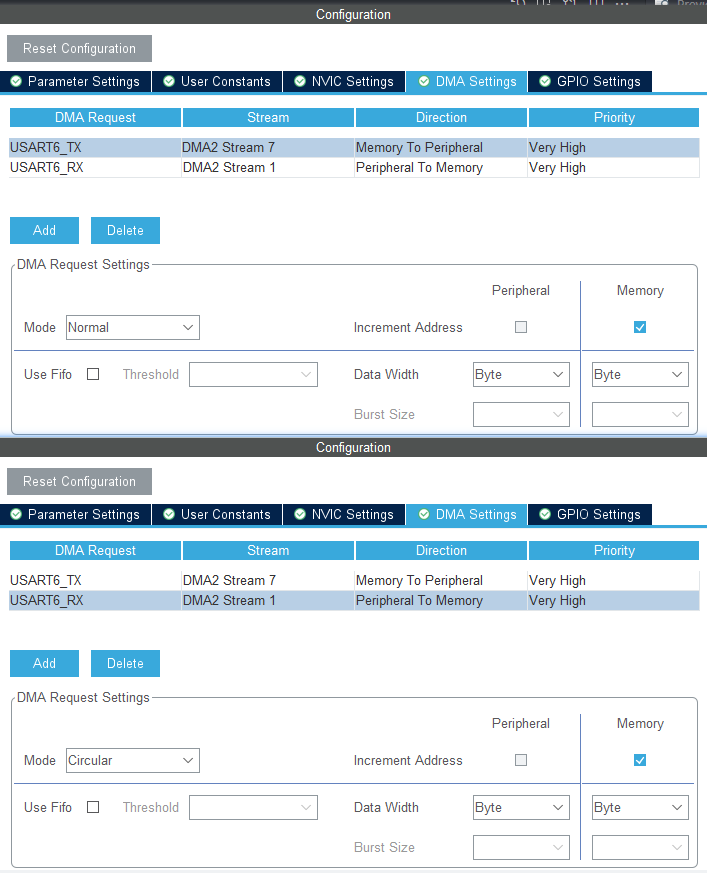 Configuration
Reset Configuration
Parameter Settings User Constants NVIC Settings DMA Settings GPIO Settings
DMA Request Stream Direction Priority
USART6_TX DMA2 Stream 7 Memory To Peripheral Very High
USART6_RX DMA2 Stream 1 Peripheral To Memory Very High
Add Delete
DMA Request Settings
Peripheral Memory
Mode Normal Increment Address
Use Fifo Threshold Data Width Byte Byte
Burst Size
Configuration
Reset Configuration
Parameter Settings User Constants NVIC Settings DMA Settings GPIO Settings
DMA Request Stream Direction Priority
USART6_TX DMA2 Stream 7 Memory To Peripheral Very High
USART6_RX DMA2 Stream 1 Peripheral To Memory Very High
Add Delete
DMA Request Settings
Peripheral Memory
Mode Circular Increment Address
Use Fifo Threshold Data Width Byte Byte
Burst Size